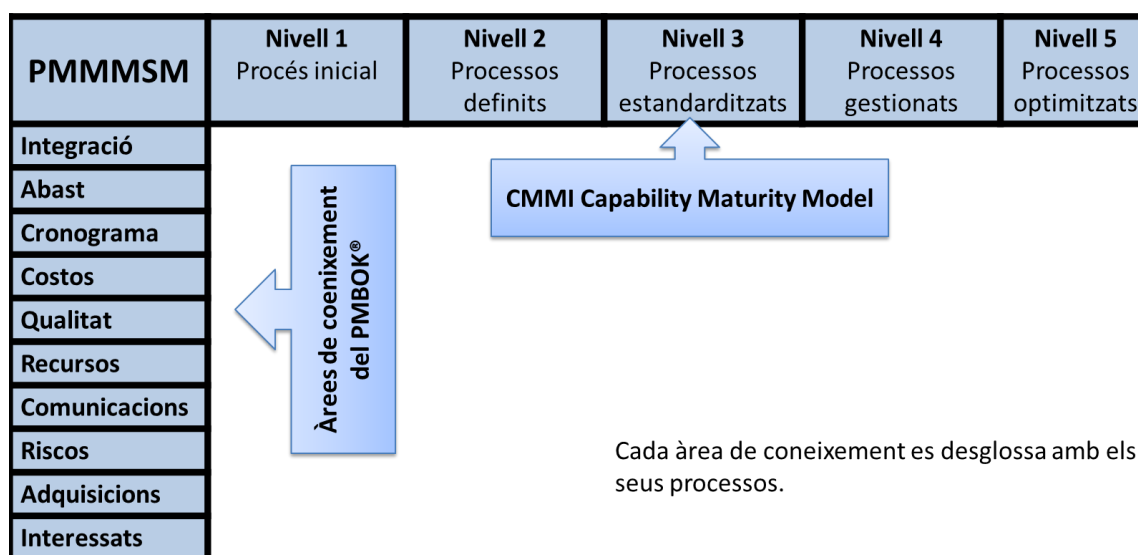 PMMMSM
Nivell 1
Procés inicial
Nivell 2
Processos
definits
Nivell 3
Processos
estandarditzats
Nivell 4
Processos
gestionats
Nivell 5
Processos
optimitzats
Integració
Abast
Cronograma
Costos
Qualitat
Recursos
Comunicacions
Riscos
Adquisicions
Interessats
Àrees de coenixement
del PMBOK®
CMMI Capability Maturity Model
Cada àrea de coneixement es desglossa amb els
seus processos.